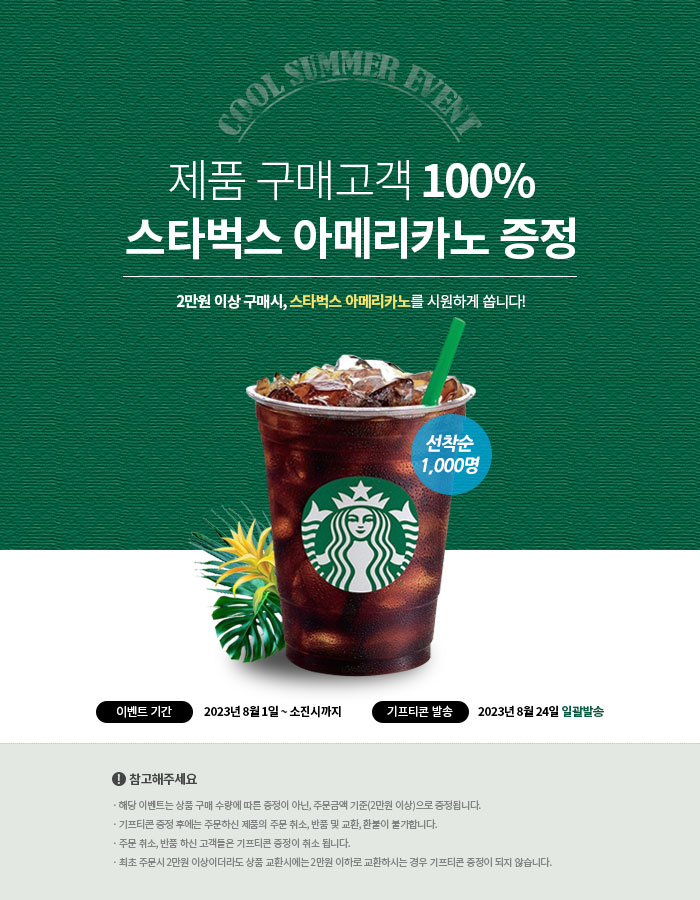 COOL SUMMER EVENT
제품 구매고객 100%
스타벅스 아메리카노 증정
2만원 이상 구매시, 스타벅스 아메리카노를 시원하게 쏩니다!
선착순
1,000명
이벤트 기간 2023년 8월 1일 ~ 소진시까지 기프티콘 발송 2023년 8월 24일 일괄발송
! 참고해주세요
· 해당 이벤트는 상품 구매 수량에 따른 증정이 아닌, 주문금액 기준(2만원 이상)으로 증정됩니다.
· 기프티콘 증정 후에는 주문하신 제품의 주문 취소, 반품 및 교환, 환불이 불가합니다.
· 주문 취소, 반품 하신 고객들은 기프티콘 증정이 취소 됩니다.
· 최초 주문시 2만원 이상이더라도 상품 교환시에는 2만원 이하로 교환하시는 경우 기프티콘 증정이 되지 않습니다.